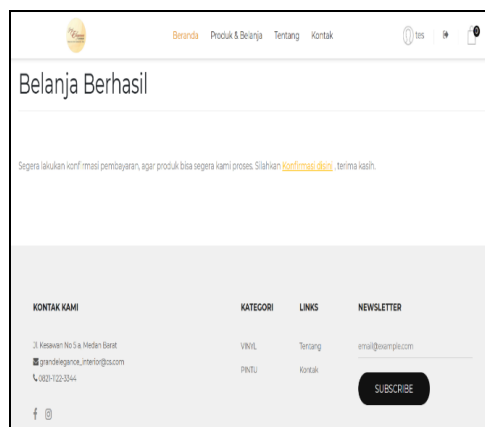 Beranda Produk & Belanja Tentang Kontak tes 0
Belanja Berhasil
Segera lakukan konfirmasi pembayaran, agar produk bisa segera kami proses. Silahkan Konfirmasi disini , terima kasih.
KONTAK KAMI
Jl. Kesawan No 5 a. Medan Barat
grandelegance_interior@cs.com
0821-1122-3344
KATEGORI
VINYL
PINTU
LINKS
Tentang
Kontak
NEWSLETTER
email@example.com
SUBSCRIBE